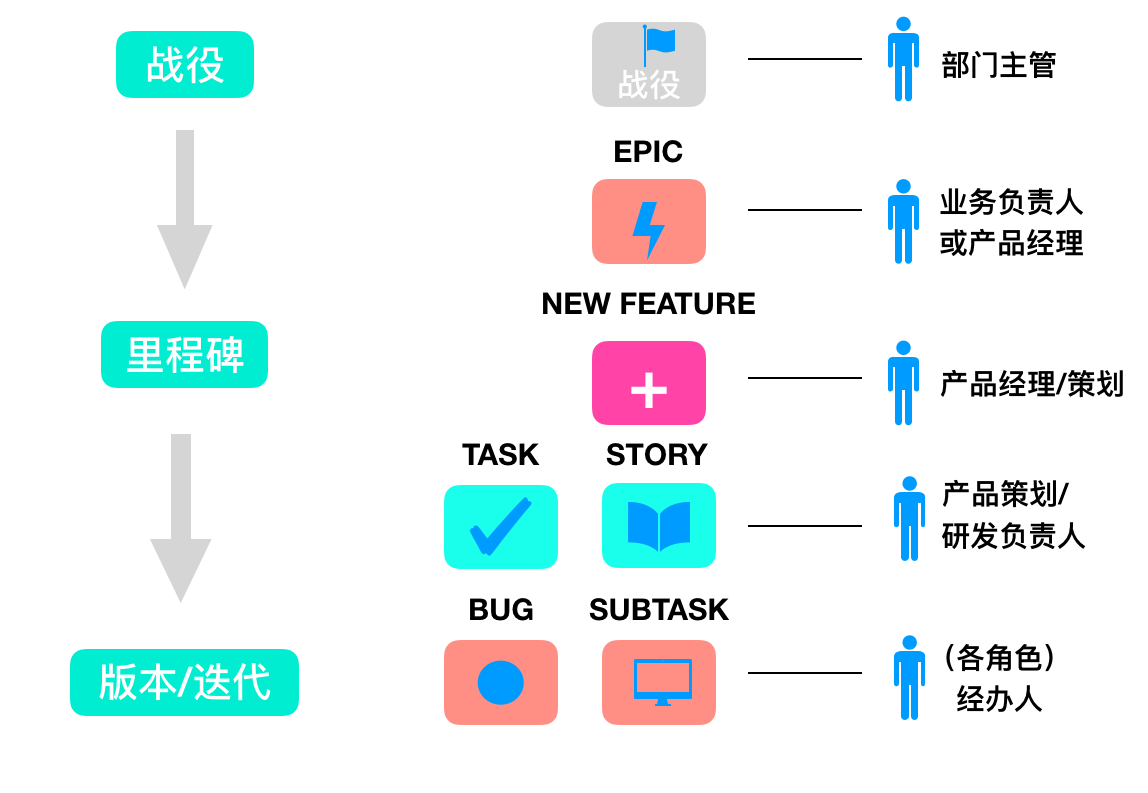 战役
战役
部门主管
EPIC
业务负责人
或产品经理
NEW FEATURE
里程碑
产品经理/策划
TASK
STORY
产品策划/
研发负责人
BUG
SUBTASK
版本/迭代
（各角色）
经办人